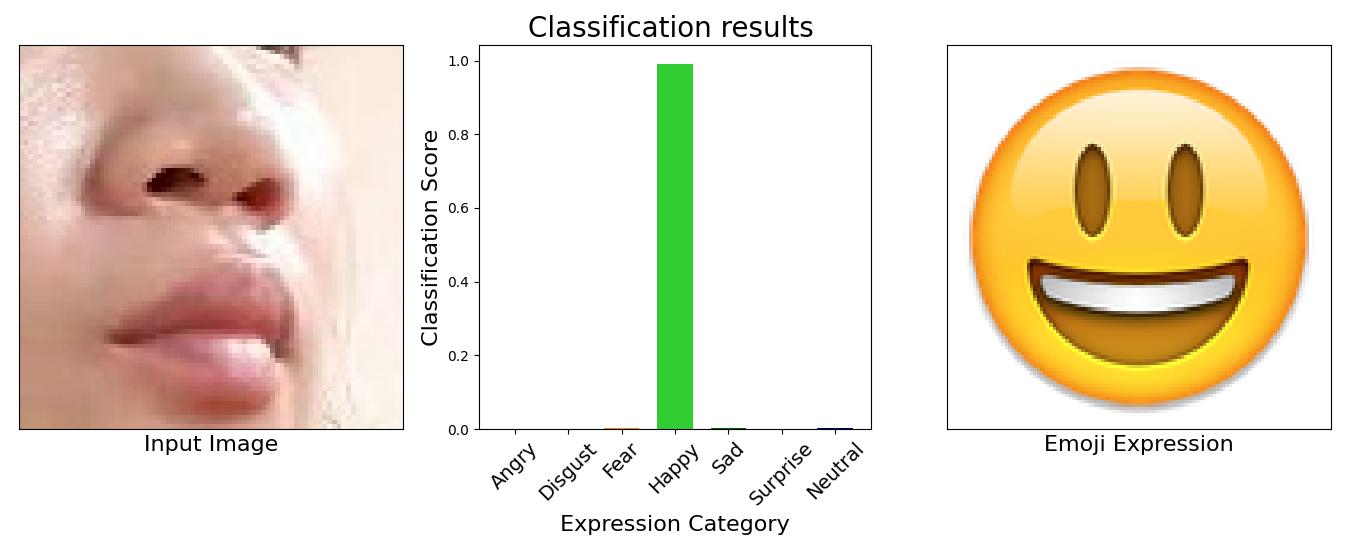 Classification results
Classification Score
1.0
0.8
0.6
0.4
0.2
0.0
Angry
Disgust
Fear
Happy
Sad
Surprise
Neutral
Expression Category
Input Image
Emoji Expression